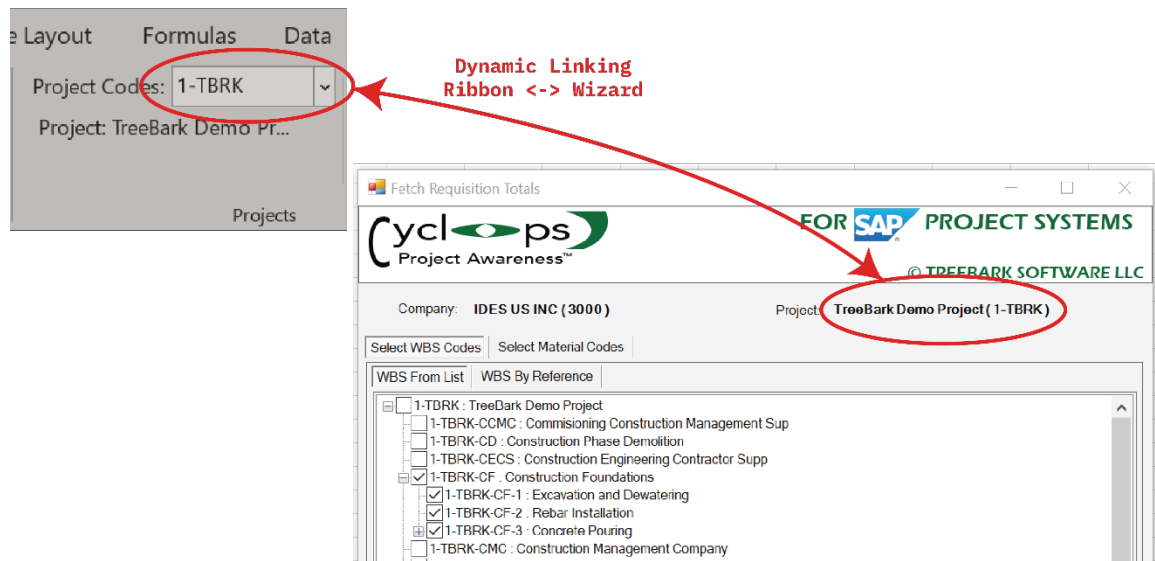 e Layout Formulas Data
Project Codes: 1-TBRK
Project: TreeBark Demo Pr...
Projects
Dynamic Linking
Ribbon <-> Wizard
Fetch Requisition Totals
Cyclops
Project Awareness™
FOR SAP® PROJECT SYSTEMS
© TREEBARK SOFTWARE LLC
Company: IDES US INC ( 3000 ) Project: TreeBark Demo Project ( 1-TBRK )
Select WBS Codes Select Material Codes
WBS From List WBS By Reference
1-TBRK : TreeBark Demo Project
1-TBRK-CCMC : Commisioning Construction Management Sup
1-TBRK-CD : Construction Phase Demolition
1-TBRK-CECS : Construction Engineering Contractor Supp
1-TBRK-CF : Construction Foundations
1-TBRK-CF-1 : Excavation and Dewatering
1-TBRK-CF-2 : Rebar Installation
1-TBRK-CF-3 : Concrete Pouring
1-TBRK-CMC : Construction Management Company